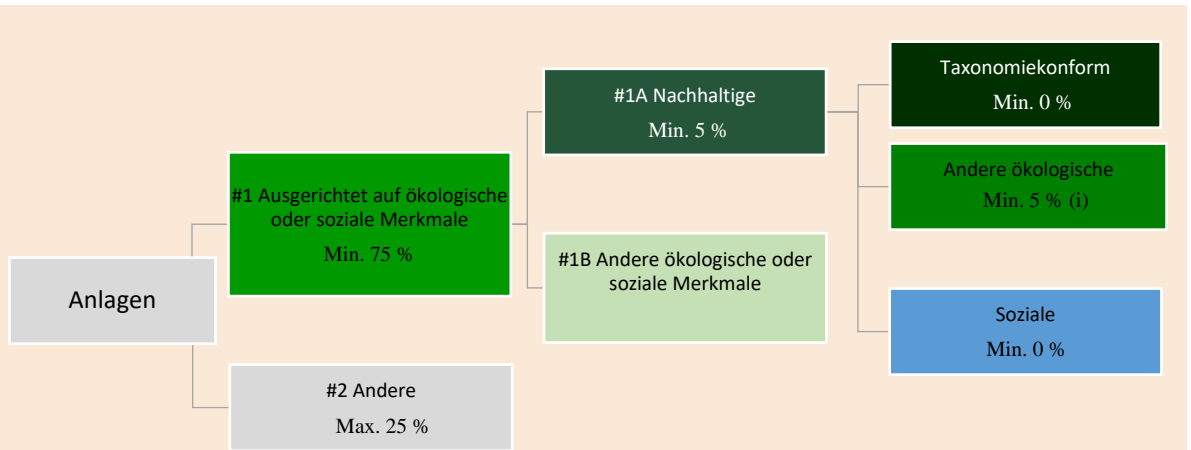 Anlagen
#1 Ausgerichtet auf ökologische
oder soziale Merkmale
Min. 75 %
#2 Andere
Max. 25 %
#1A Nachhaltige
Min. 5 %
#1B Andere ökologische oder
soziale Merkmale
Taxonomiekonform
Min. 0 %
Andere ökologische
Min. 5 % (i)
Soziale
Min. 0 %